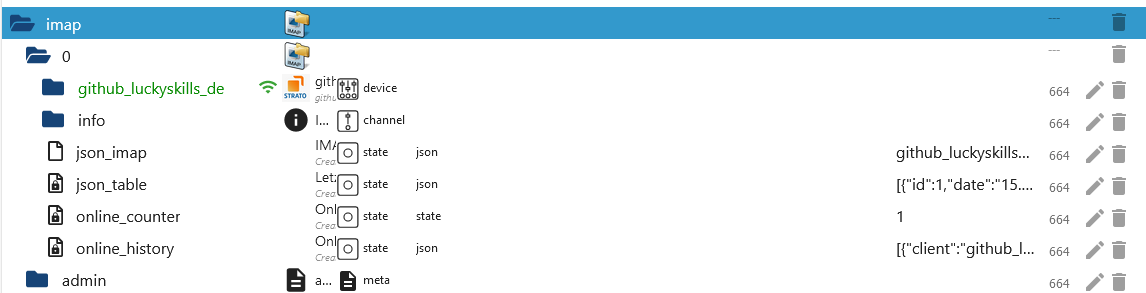 imap IMAP ---
0 IMAP ---
github_luckyskills_de STRATO gith device 664
github
info I... channel 664
json_imap IMA state json github_luckyskills... 664
Crea
json_table Let: state json [{"id":1,"date":"15.... 664
Crea
online_counter Onl state state 1 664
Crea
online_history Onl state json [{"client":"github_l... 664
Crea
admin a... meta 664